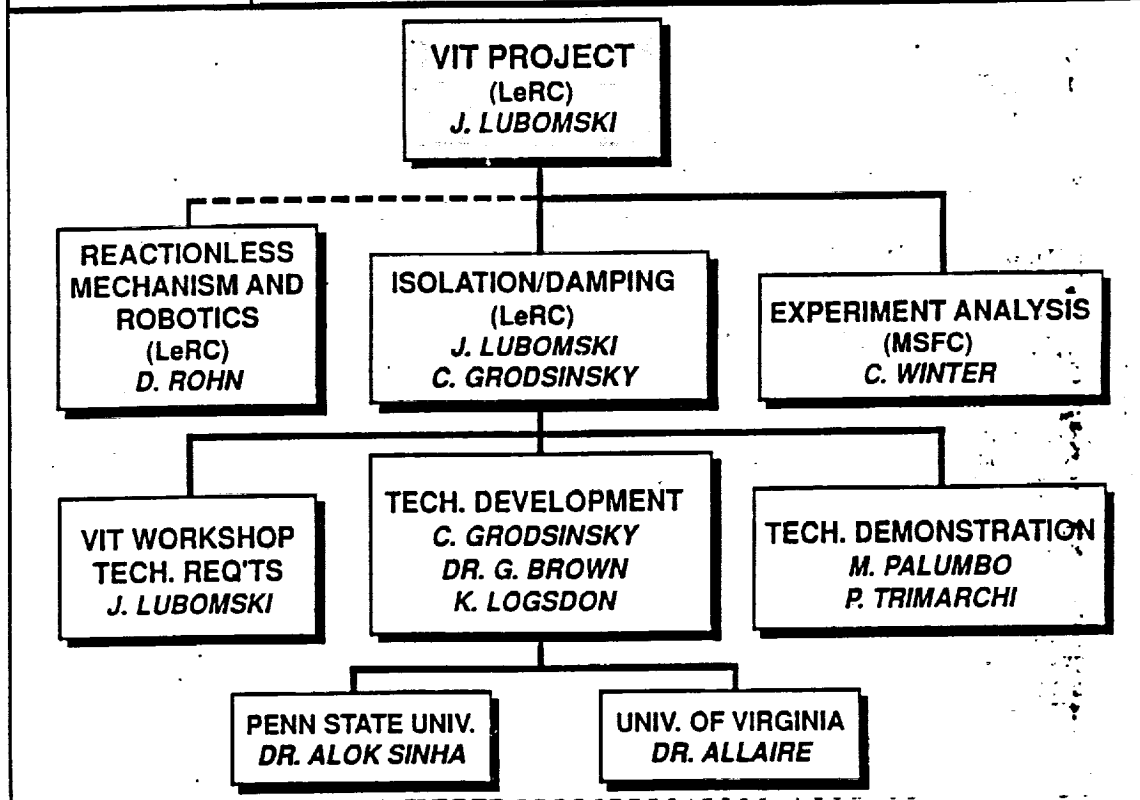 VIT PROJECT
(LeRC)
J. LUBOMSKI
REACTIONLESS
MECHANISM AND
ROBOTICS
(LeRC)
D. ROHN
ISOLATION/DAMPING
(LeRC)
J. LUBOMSKI
C. GRODSINSKY
EXPERIMENT ANALYSIS
(MSFC)
C. WINTER
VIT WORKSHOP
TECH. REQ'TS
J. LUBOMSKI
TECH. DEVELOPMENT
C. GRODSINSKY
DR. G. BROWN
K. LOGSDON
TECH. DEMONSTRATION
M. PALUMBO
P. TRIMARCHI
PENN STATE UNIV.
DR. ALOK SINHA
UNIV. OF VIRGINIA
DR. ALLAIRE